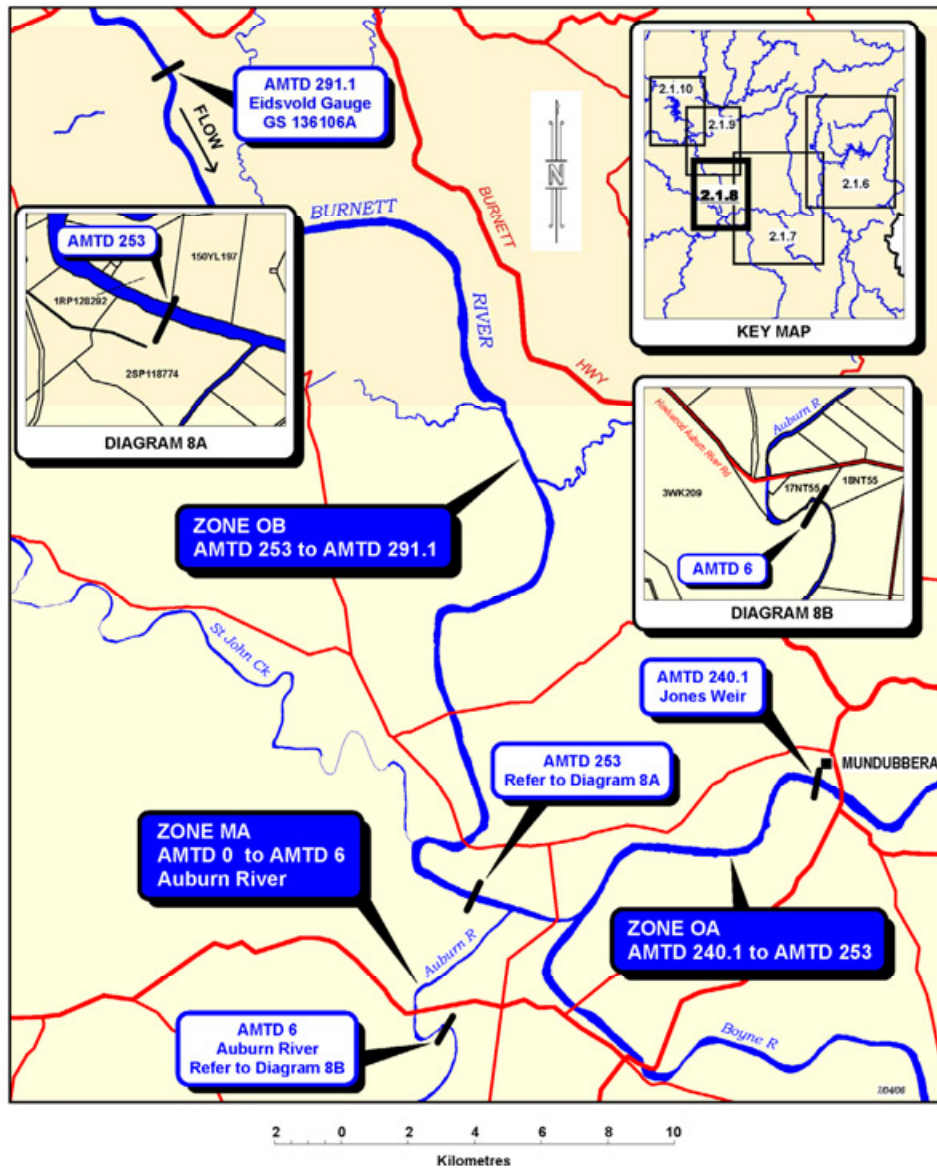 AMTD 291.1
Eidsvold Gauge
GS 136106A
FLOW
BURNETT
RIVER
BURNETT
HWY
N
2.1.10
2.1.9
2.1.8
2.1.7
2.1.6
KEY MAP
AMTD 253
150YL197
1RP128292
2SP118774
DIAGRAM 8A
Auburn R
Hawkwood Auburn River Rd
3WK209
17NT55
18NT55
AMTD 6
DIAGRAM 8B
ZONE OB
AMTD 253 to AMTD 291.1
St John Ck
AMTD 240.1
Jones Weir
MUNDUBBERA
AMTD 253
Refer to Diagram 8A
ZONE MA
AMTD 0 to AMTD 6
Auburn River
ZONE OA
AMTD 240.1 to AMTD 253
Auburn R
AMTD 6
Auburn River
Refer to Diagram 8B
Boyne R
2 0 2 4 6 8 10
Kilometres